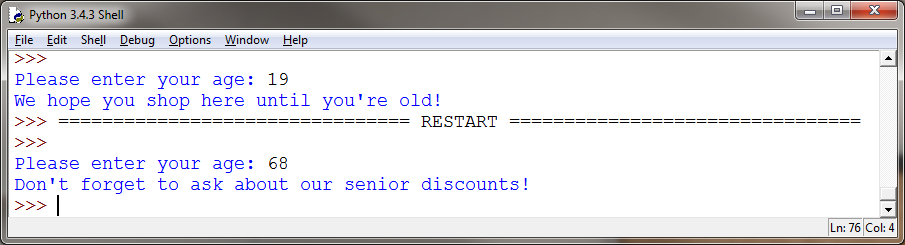 Python 3.4.3 Shell
File Edit Shell Debug Options Window Help
>>>
Please enter your age: 19
We hope you shop here until you're old!
>>> ================================ RESTART ================================
>>>
Please enter your age: 68
Don't forget to ask about our senior discounts!
>>>
Ln: 76 Col: 4